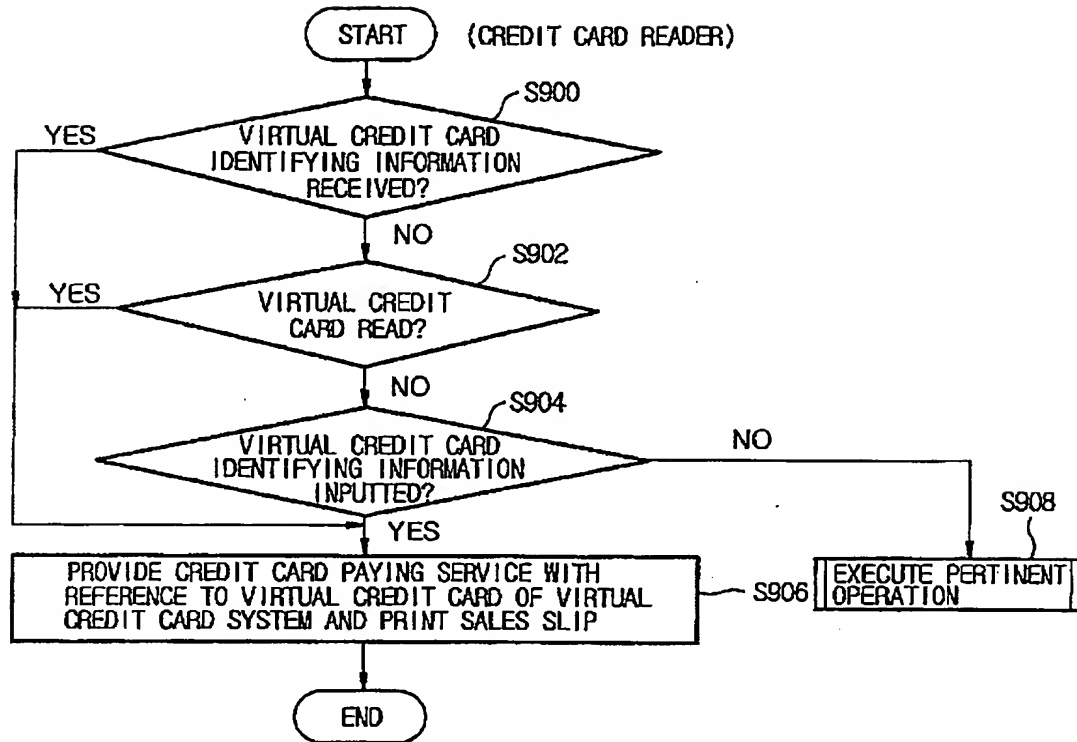 START (CREDIT CARD READER)
S900
YES
VIRTUAL CREDIT CARD
IDENTIFYING INFORMATION
RECEIVED?
NO
S902
YES
VIRTUAL CREDIT
CARD READ?
NO
S904
VIRTUAL CREDIT CARD
IDENTIFYING INFORMATION
INPUTTED?
NO
YES
S908
PROVIDE CREDIT CARD PAYING SERVICE WITH
REFERENCE TO VIRTUAL CREDIT CARD OF VIRTUAL
CREDIT CARD SYSTEM AND PRINT SALES SLIP
S906
EXECUTE PERTINENT
OPERATION
END